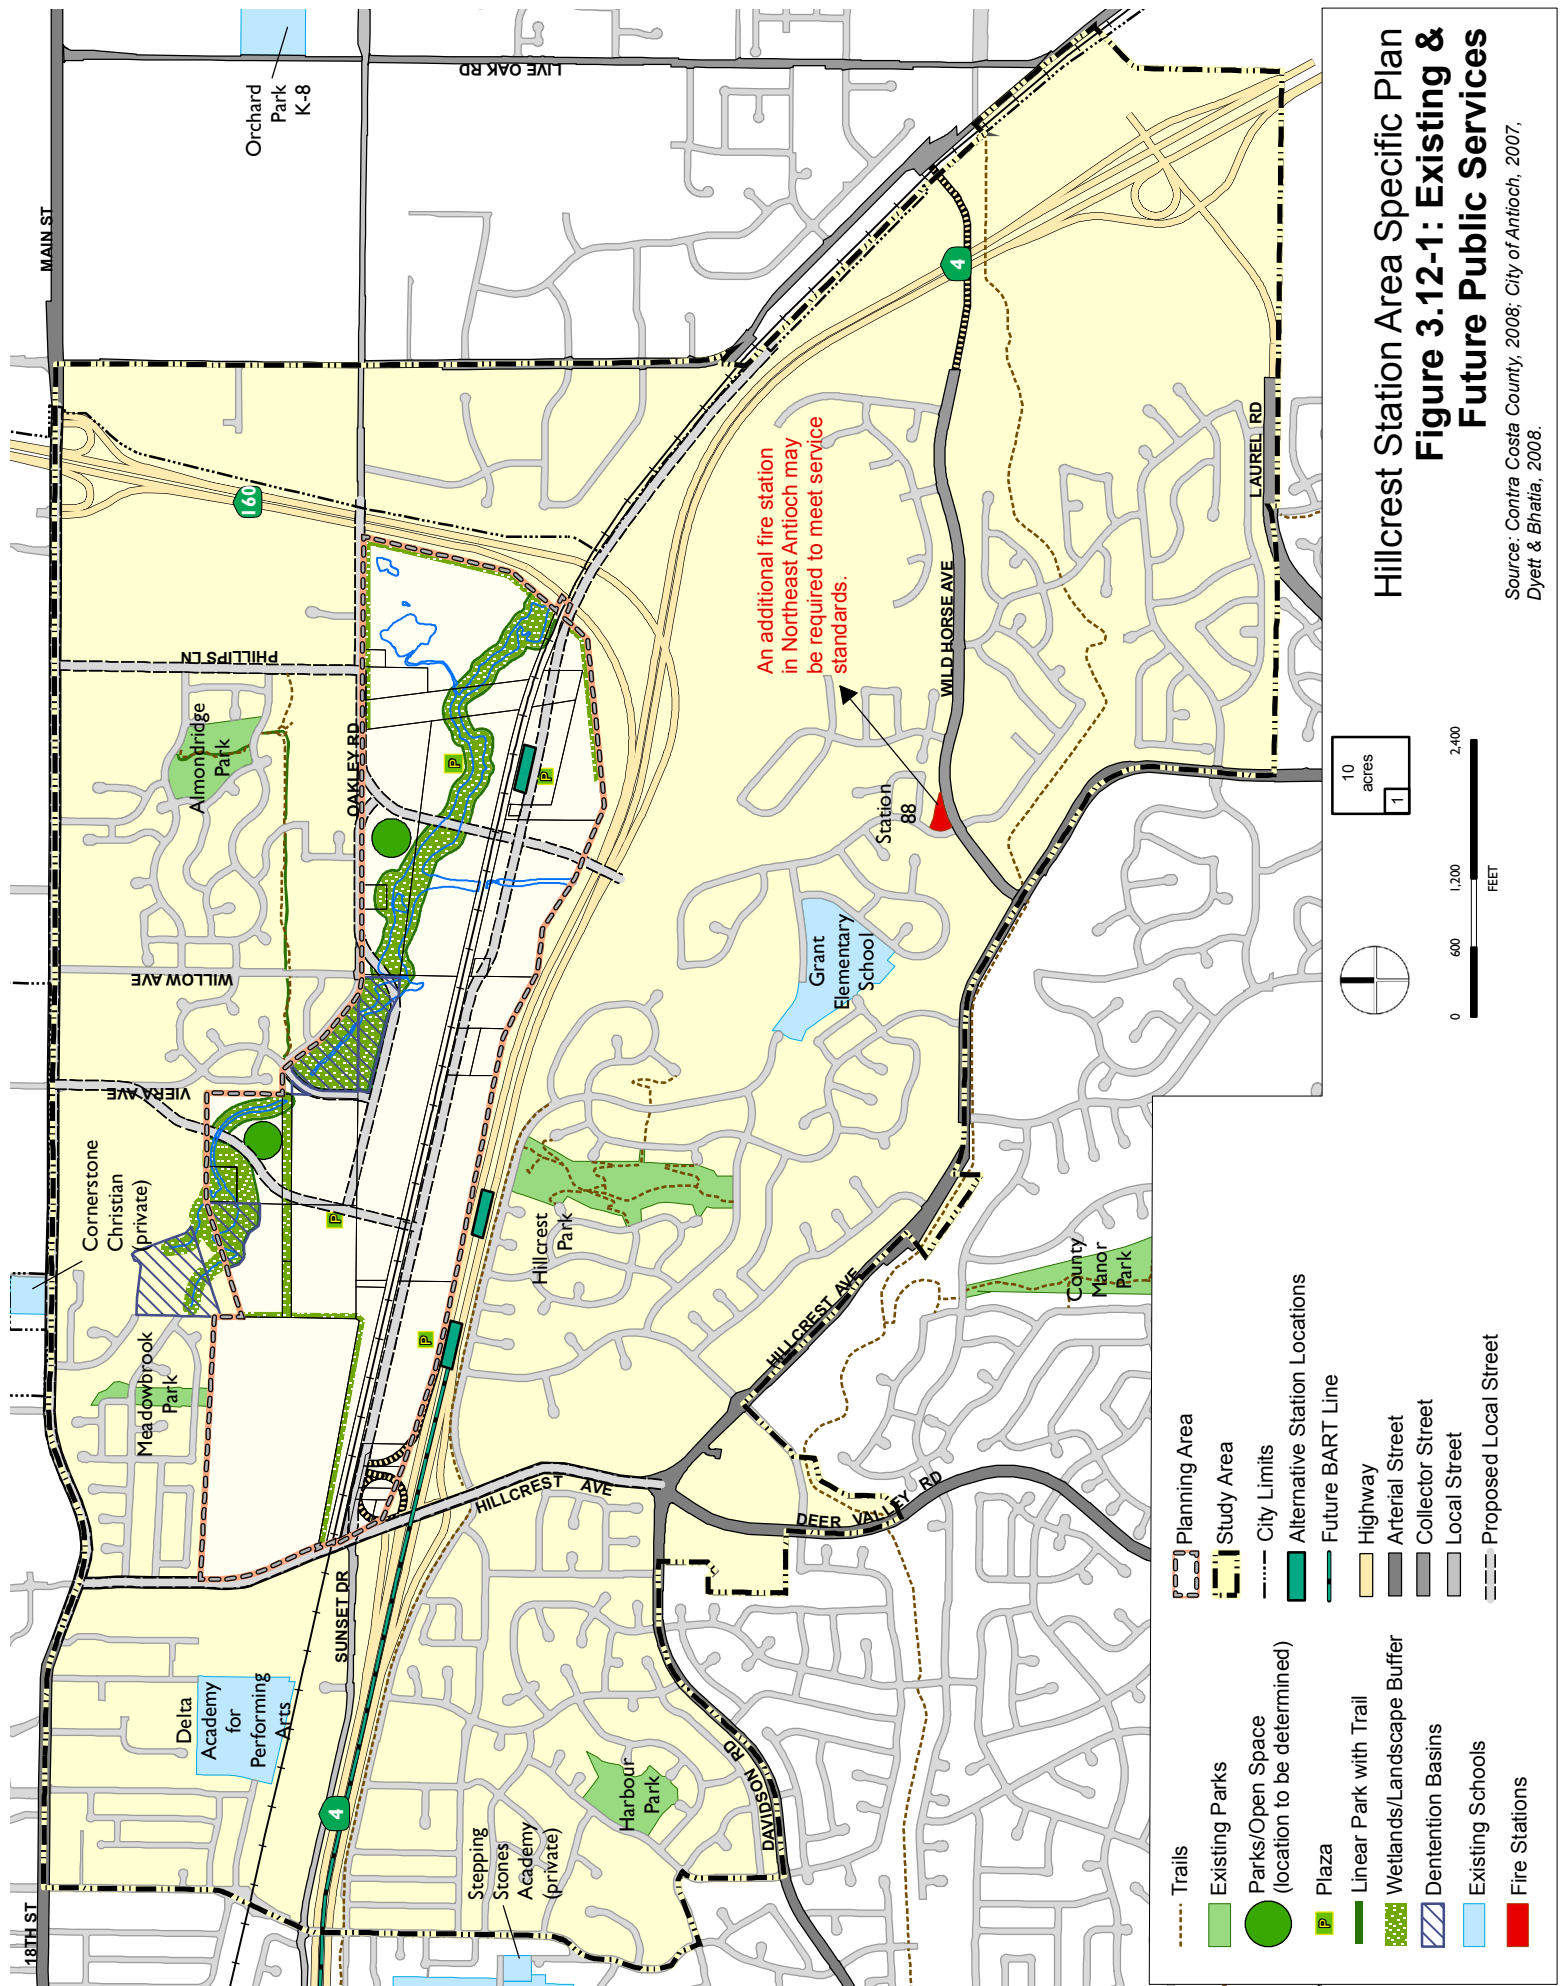 Hillcrest Station Area Specific Plan
Figure 3.12-1: Existing &
Future Public Services
Source: Contra Costa County, 2008; City of Antioch, 2007,
Dyett & Bhatia, 2008.
18TH ST
MAIN ST
Orchard
Park
K-8
LIVE OAK RD
Cornerstone
Christian
(private)
Meadowbrook
Park
VIERA AVE
WILLOW AVE
Almondridge
Park
PHILLIPS LN
OAKLEY RD
160
Delta
Academy
for
Performing
Arts
SUNSET DR
4
P
P
P
P
HILLCREST AVE
Hillcrest
Park
Stepping
Stones
Academy
(private)
Harbour
Park
DAVIDSON RD
DEER VALLEY RD
HILLCREST AVE
Grant
Elementary
School
Station
88
An additional fire station
in Northeast Antioch may
be required to meet service
standards.
WILD HORSE AVE
4
LAUREL RD
County
Manor
Park
10
acres
1
0
600
1,200
2,400
FEET
Trails
Existing Parks
Parks/Open Space
(location to be determined)
P
Plaza
Linear Park with Trail
Wetlands/Landscape Buffer
Dentention Basins
Existing Schools
Fire Stations
Planning Area
Study Area
City Limits
Alternative Station Locations
Future BART Line
Highway
Arterial Street
Collector Street
Local Street
Proposed Local Street